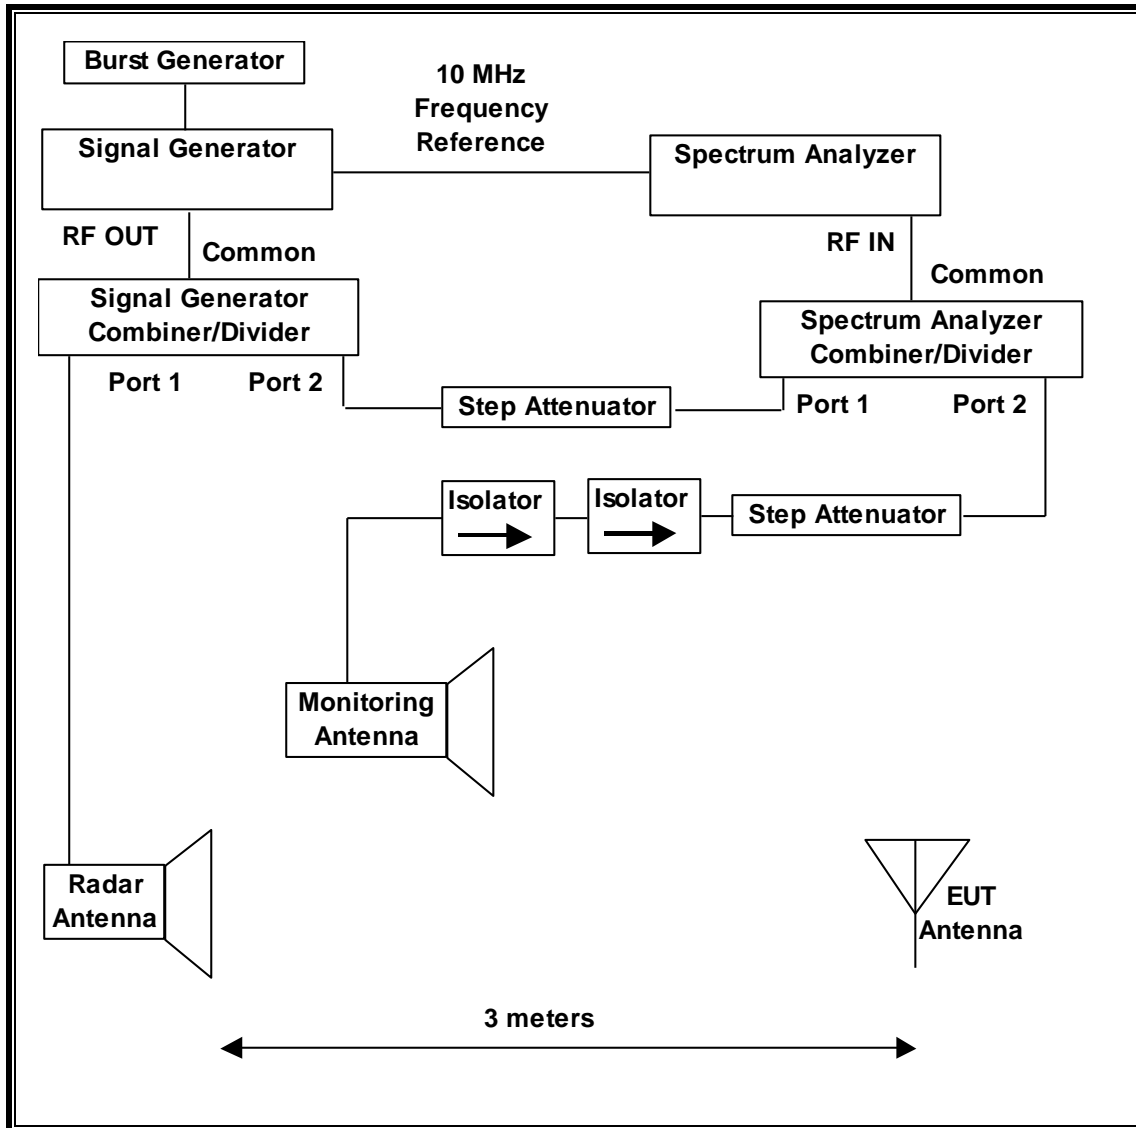 Burst Generator
10 MHz
Frequency
Reference
Signal Generator
Spectrum Analyzer
RF OUT
Common
RF IN
Common
Signal Generator
Combiner/Divider
Spectrum Analyzer
Combiner/Divider
Port 1
Port 2
Step Attenuator
Port 1
Port 2
Isolator
Isolator
Step Attenuator
Monitoring
Antenna
Radar
Antenna
EUT
Antenna
3 meters